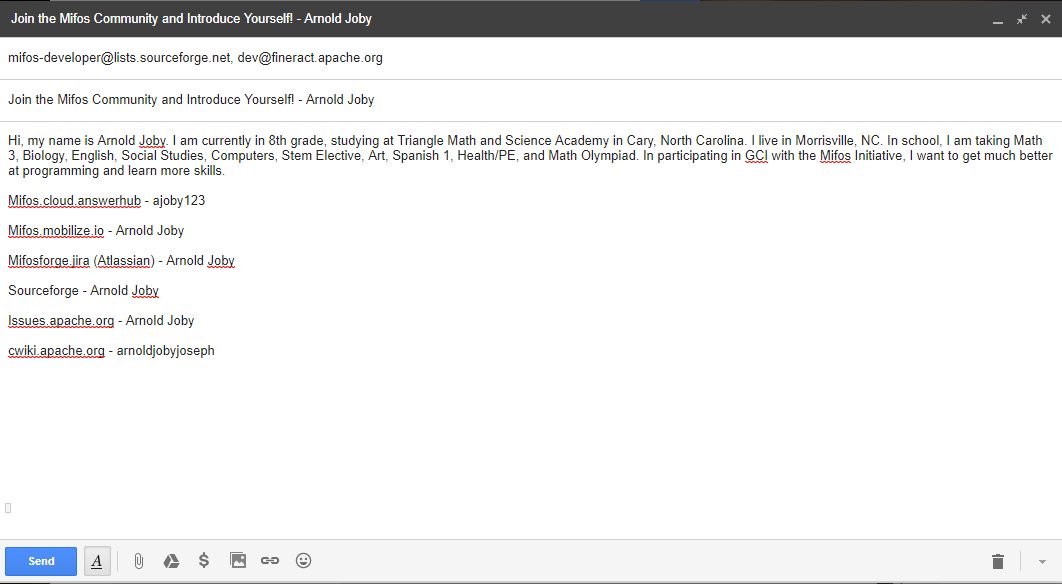 Join the Mifos Community and Introduce Yourself! - Arnold Joby
mifos-developer@lists.sourceforge.net, dev@fineract.apache.org
Join the Mifos Community and Introduce Yourself! - Arnold Joby
Hi, my name is Arnold Joby. I am currently in 8th grade, studying at Triangle Math and Science Academy in Cary, North Carolina. I live in Morrisville, NC. In school, I am taking Math
3, Biology, English, Social Studies, Computers, Stem Elective, Art, Spanish 1, Health/PE, and Math Olympiad. In participating in GCI with the Mifos Initiative, I want to get much better
at programming and learn more skills.
Mifos.cloud.answerhub - ajoby123
Mifos.mobilize.io - Arnold Joby
Mifosforge.jira (Atlassian) - Arnold Joby
Sourceforge - Arnold Joby
Issues.apache.org - Arnold Joby
cwiki.apache.org - arnoldjobyjoseph
Send